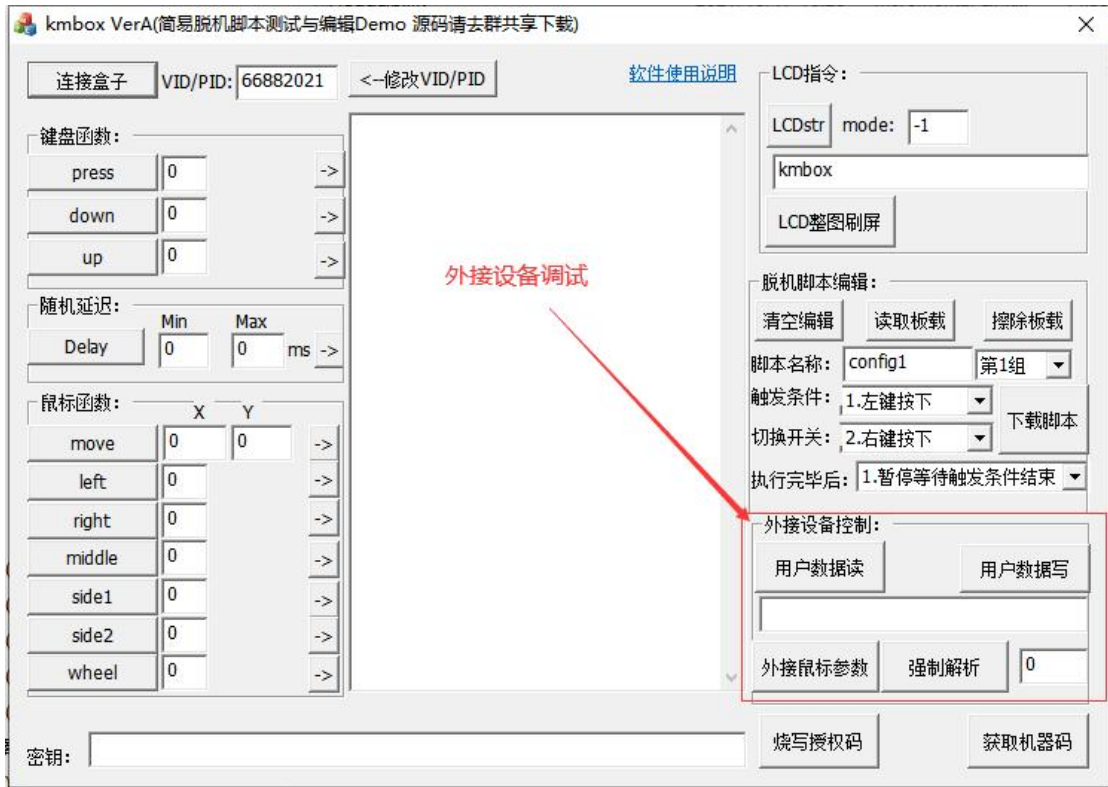 kmbox VerA(简易脱机脚本测试与编辑Demo 源码请去群共享下载)
连接盒子 VID/PID: 66882021 <--修改VID/PID 软件使用说明
键盘函数:
press 0 ->
down 0 ->
up 0 ->
随机延迟:
Min Max
Delay 0 0 ms ->
鼠标函数: X Y
move 0 0 ->
left 0 ->
right 0 ->
middle 0 ->
side1 0 ->
side2 0 ->
wheel 0 ->
外接设备调试
LCD指令:
LCDstr mode: -1
kmbox
LCD整图刷屏
脱机脚本编辑:
清空编辑 读取板载 擦除板载
脚本名称: config1 第1组
触发条件: 1.左键按下
切换开关: 2.右键按下
下载脚本
执行完毕后: 1.暂停等待触发条件结束
外接设备控制:
用户数据读 用户数据写
外接鼠标参数 强制解析 0
密钥: 烧写授权码 获取机器码